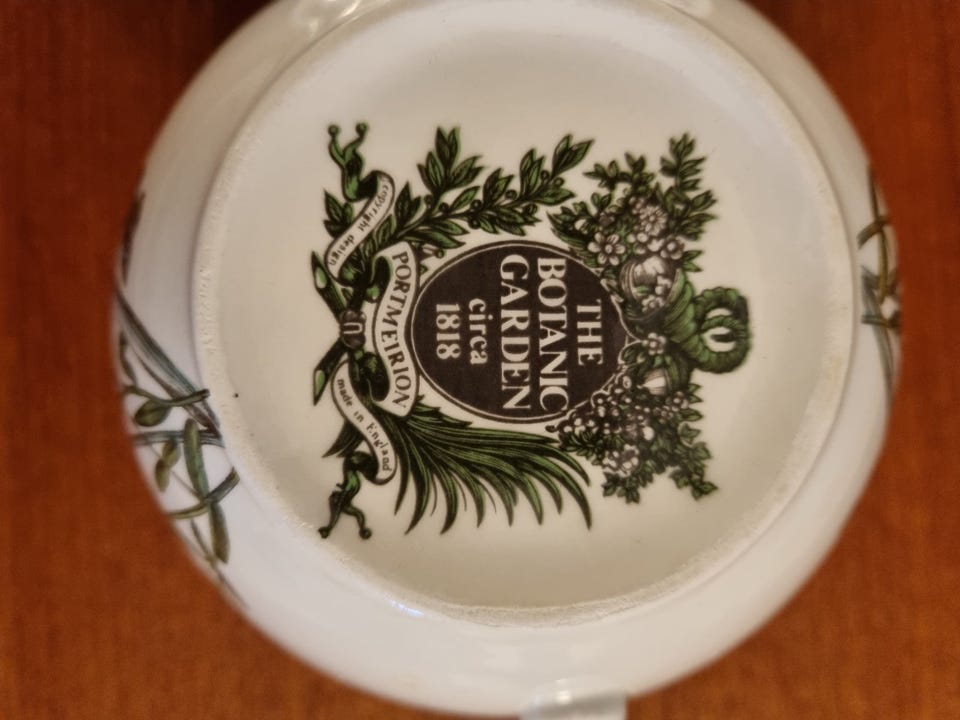 THE
BOTANIC
GARDEN
circa
1818
PORTMEIRION
copyright design
made in England